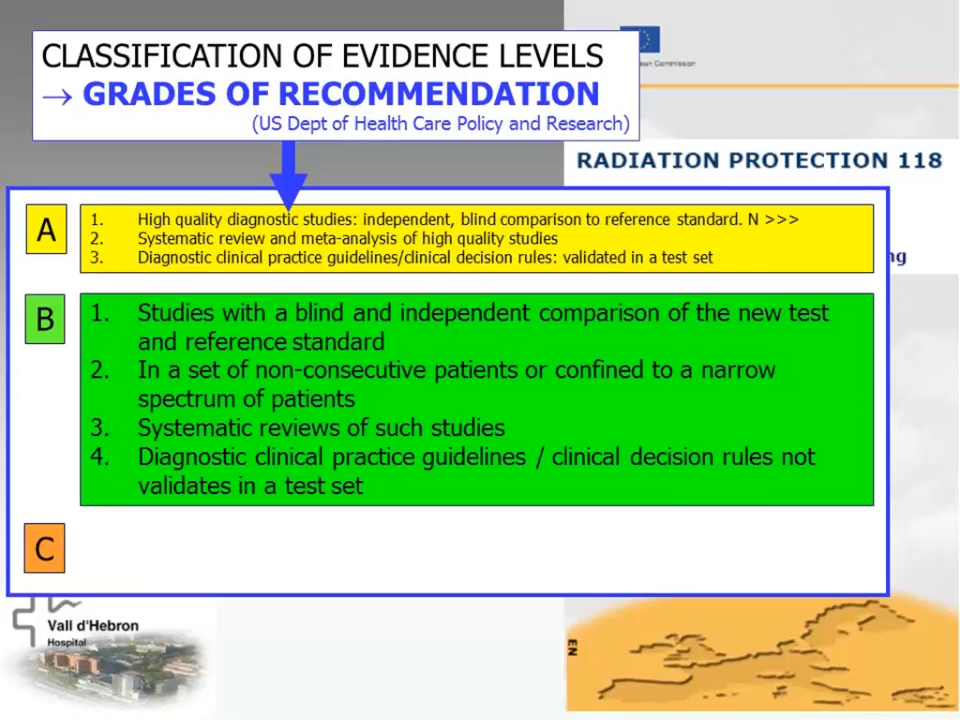 CLASSIFICATION OF EVIDENCE LEVELS
→ GRADES OF RECOMMENDATION
(US Dept of Health Care Policy and Research)
Commission
RADIATION PROTECTION 118
A
1. High quality diagnostic studies: independent, blind comparison to reference standard. N >>>
2. Systematic review and meta-analysis of high quality studies
3. Diagnostic clinical practice guidelines/clinical decision rules: validated in a test set
ng
B
1. Studies with a blind and independent comparison of the new test
and reference standard
2. In a set of non-consecutive patients or confined to a narrow
spectrum of patients
3. Systematic reviews of such studies
4. Diagnostic clinical practice guidelines / clinical decision rules not
validates in a test set
C
Vall d'Hebron
Hospital
EN